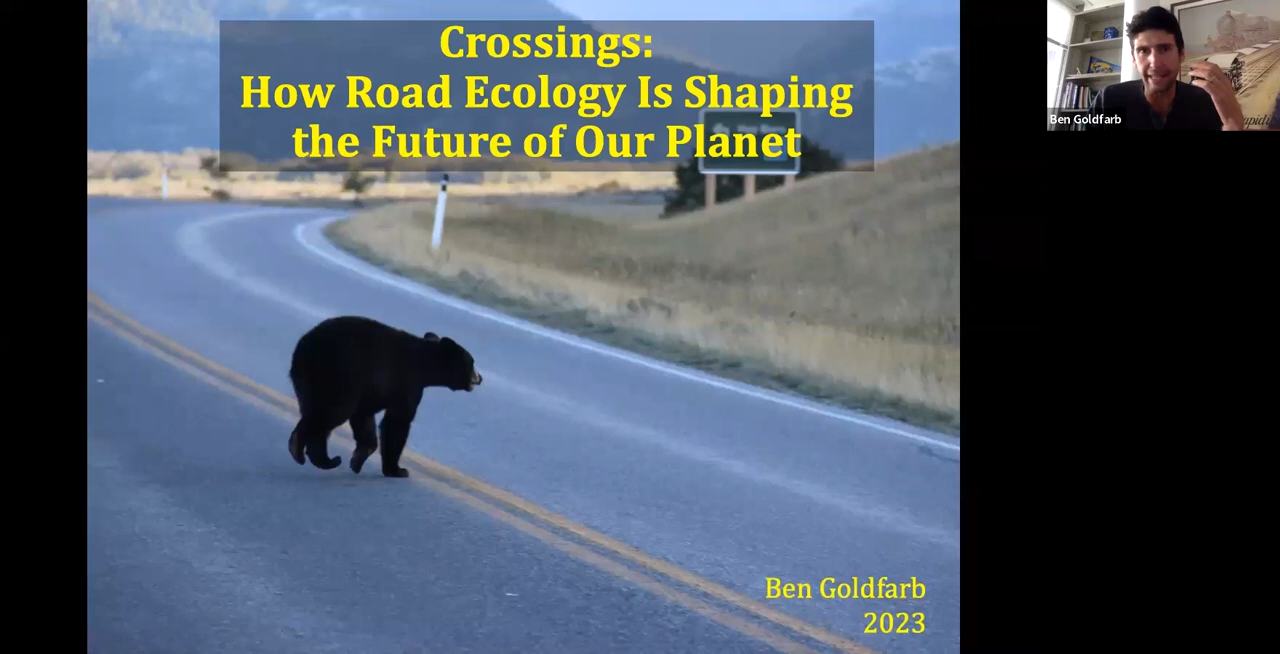 Crossings:
How Road Ecology Is Shaping
the Future of Our Planet
Ben Goldfarb
Ben Goldfarb
2023